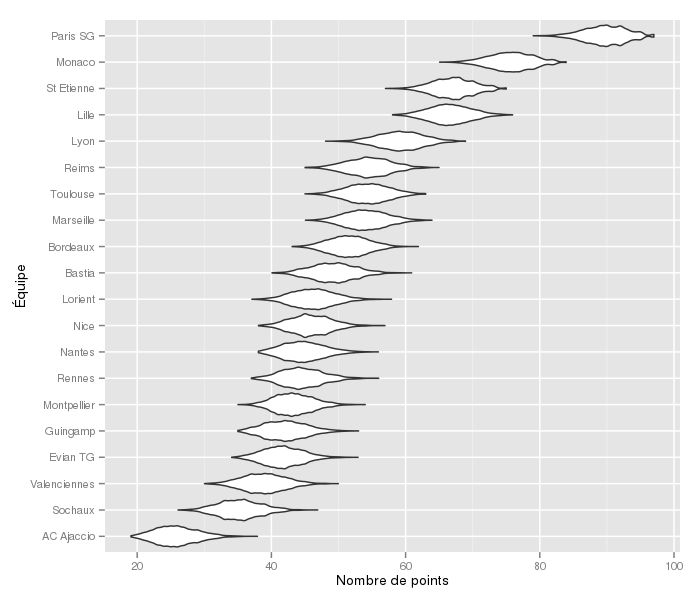 Paris SG
Monaco
St Etienne
Lille
Lyon
Reims
Toulouse
Marseille
Bordeaux
Bastia
Lorient
Nice
Nantes
Rennes
Montpellier
Guingamp
Evian TG
Valenciennes
Sochaux
AC Ajaccio
Équipe
20 40 60 80 100
Nombre de points